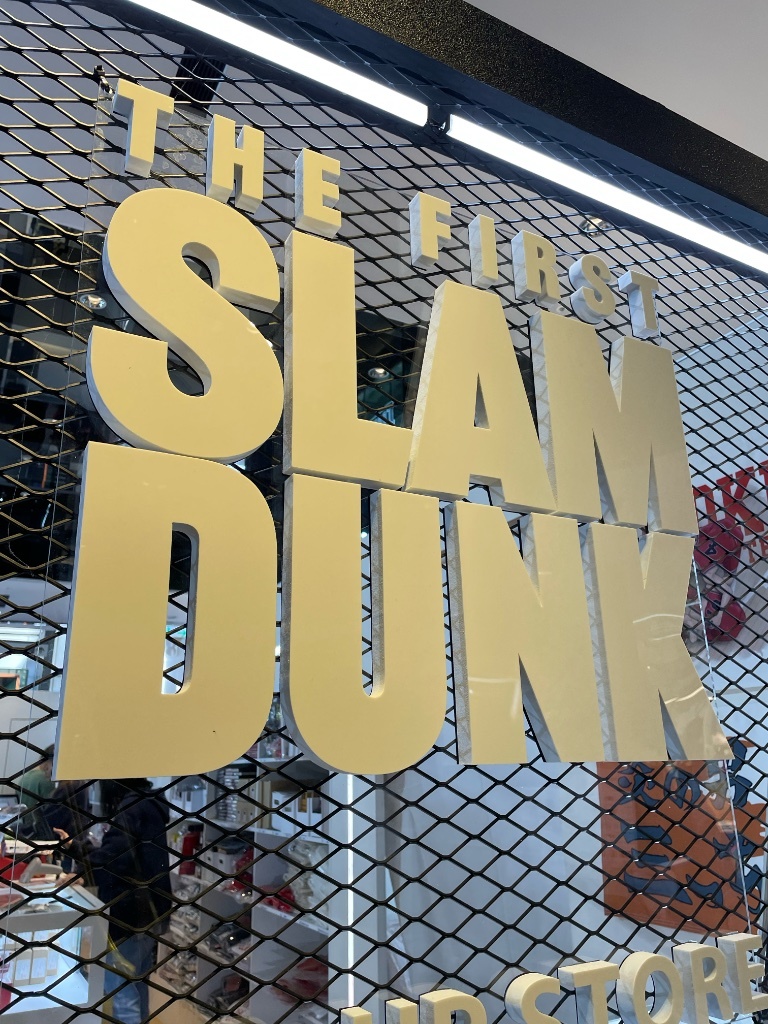 THE FIRST
SLAM
DUNK
STORE